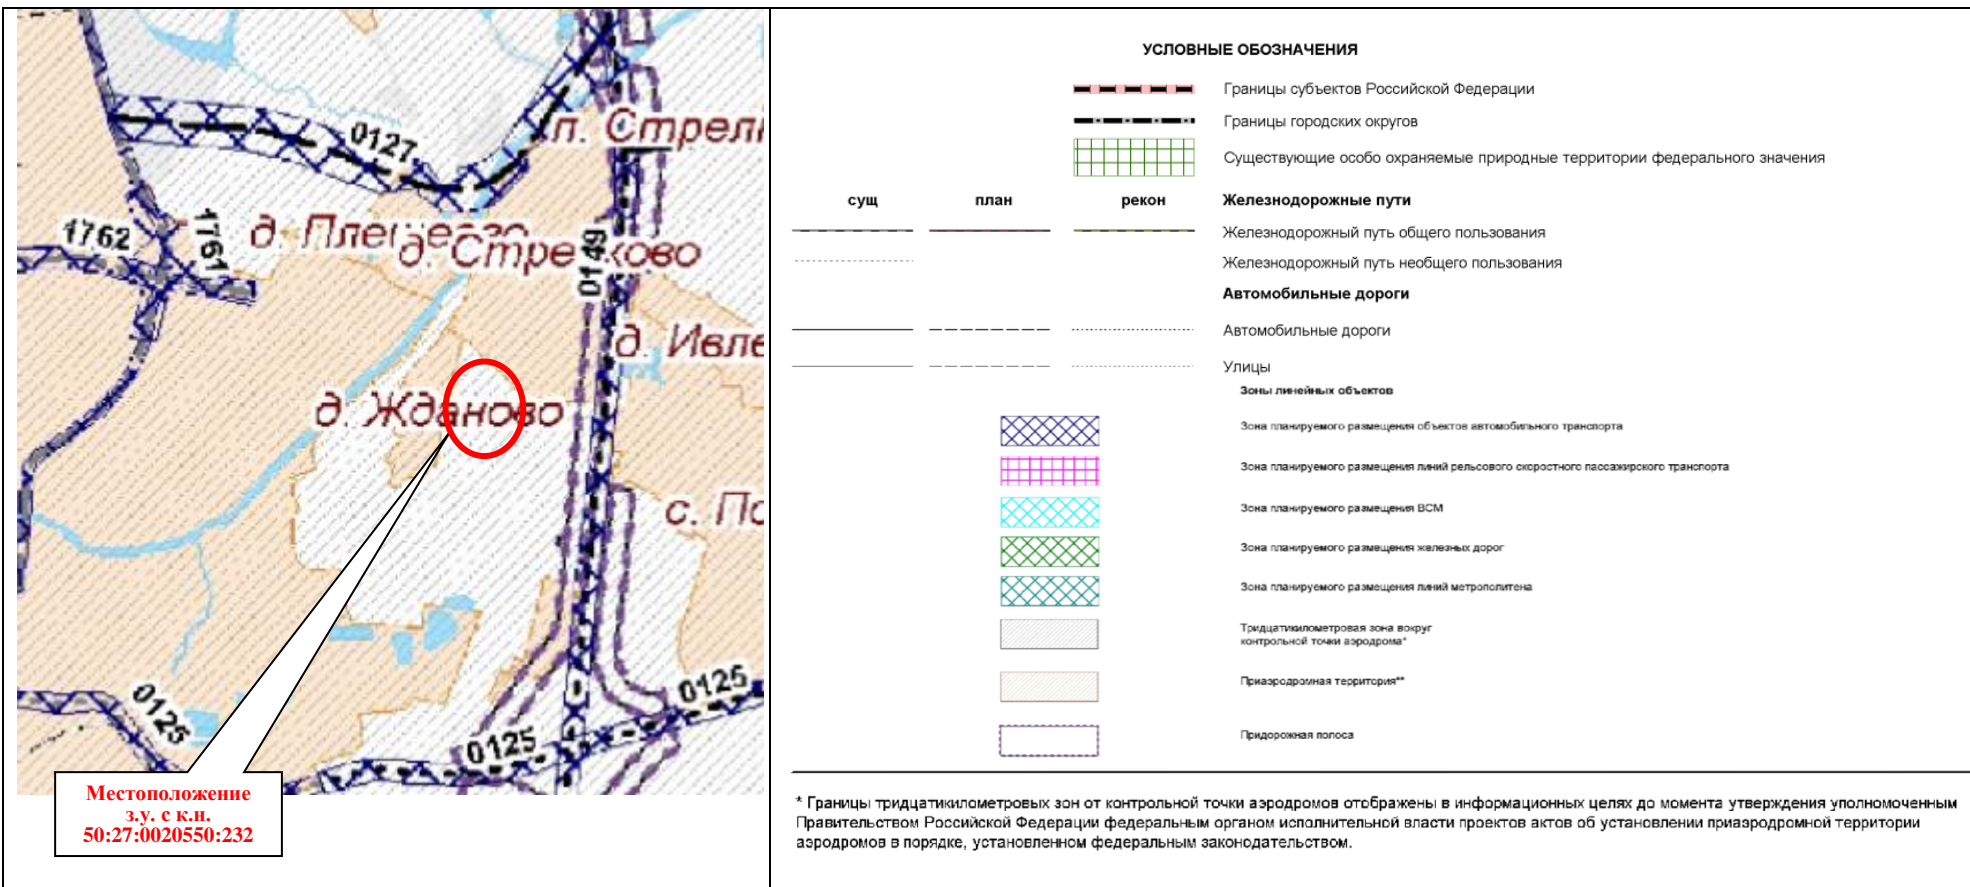 0127
п. Стрел
1762
1761
д. Плещеево
д. Стрелково
0149
д. Ивле
д. Жданово
с. По
0125
0125
0125
Местоположение
з.у. с к.н.
50:27:0020550:232
УСЛОВНЫЕ ОБОЗНАЧЕНИЯ
Границы субъектов Российской Федерации
Границы городских округов
Существующие особо охраняемые природные территории федерального значения
сущ план рекон Железнодорожные пути
Железнодорожный путь общего пользования
Железнодорожный путь необщего пользования
Автомобильные дороги
Автомобильные дороги
Улицы
Зоны линейных объектов
Зона планируемого размещения объектов автомобильного транспорта
Зона планируемого размещения линий рельсового скоростного пассажирского транспорта
Зона планируемого размещения ВСМ
Зона планируемого размещения железных дорог
Зона планируемого размещения линий метрополитена
Тридцатикилометровая зона вокруг
контрольной точки аэродрома*
Приаэродромная территория**
Придорожная полоса
* Границы тридцатикилометровых зон от контрольной точки аэродромов отображены в информационных целях до момента утверждения уполномоченным
Правительством Российской Федерации федеральным органом исполнительной власти проектов актов об установлении приаэродромной территории
аэродромов в порядке, установленном федеральным законодательством.